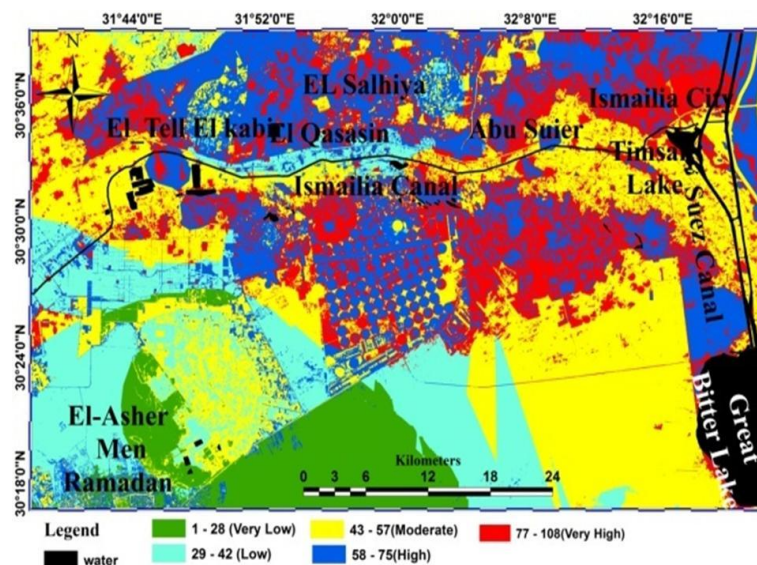 31°44'0"E 31°52'0"E 32°0'0"E 32°8'0"E 32°16'0"E
N
30°36'0"N
30°30'0"N
30°24'0"N
30°18'0"N
EL Salhiya
Ismailia City
El_Tell El kabir
El Qasasin
Abu Suier
Timsah
Lake
Ismailia Canal
Suez Canal
El-Asher
Men
Ramadan
Great
Bitter Lake
Kilometers
0 3 6 12 18 24
Legend
water
1 - 28 (Very Low)
29 - 42 (Low)
43 - 57(Moderate)
58 - 75(High)
77 - 108(Very High)